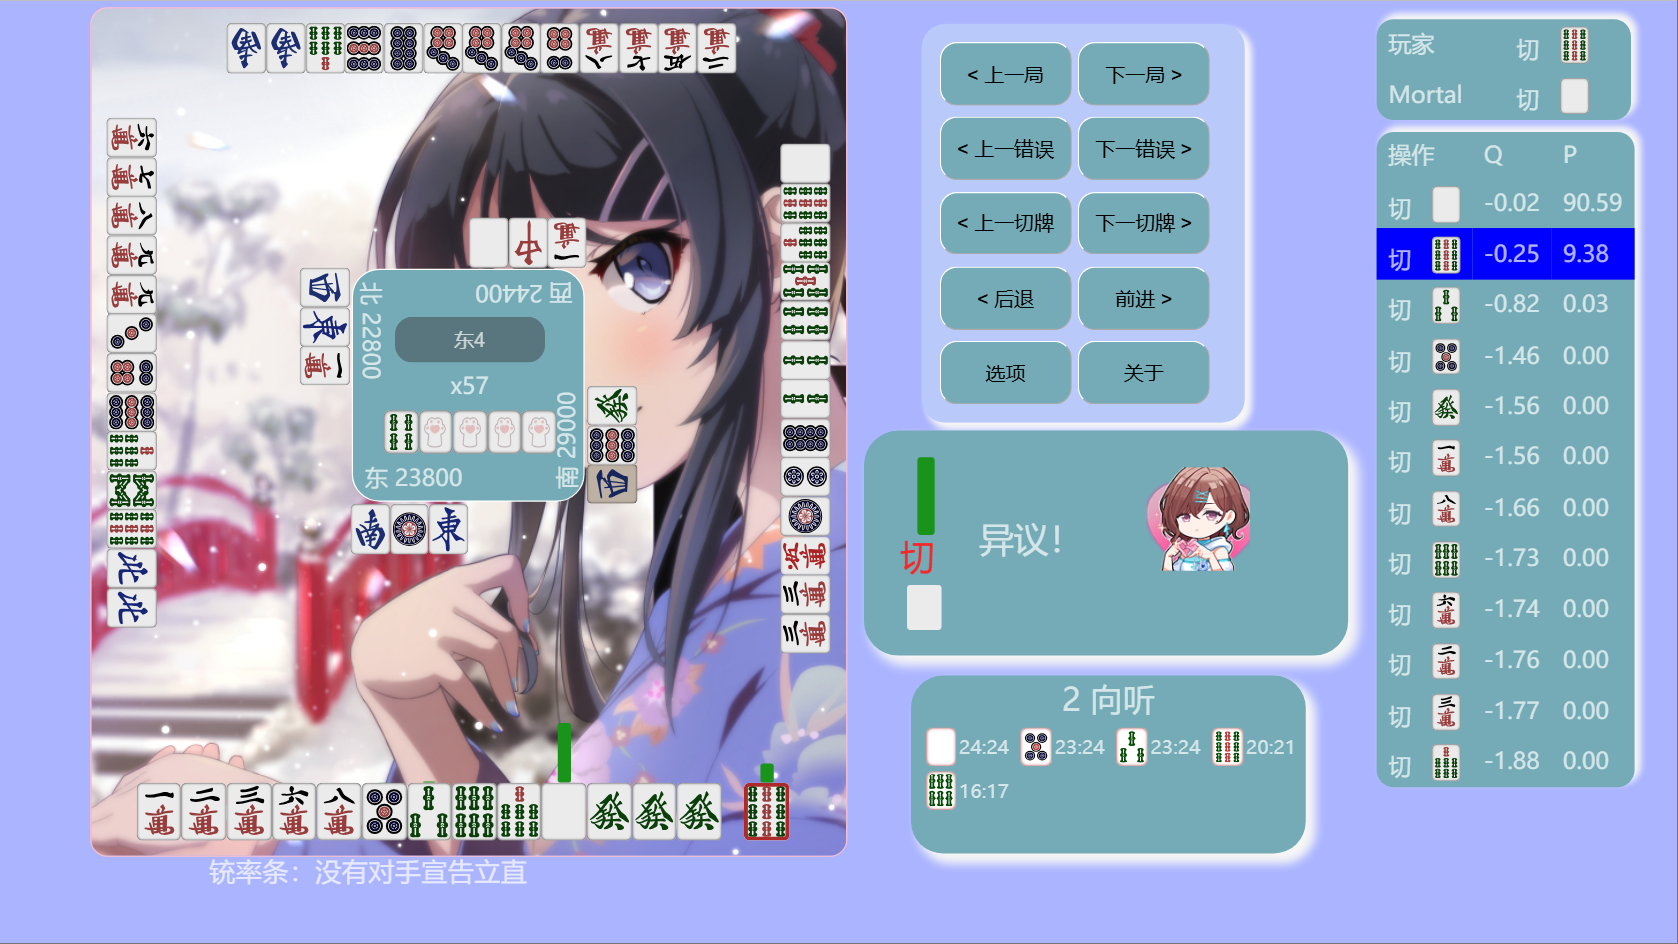 < 上一局
下一局 >
< 上一错误
下一错误 >
< 上一切牌
下一切牌 >
< 后退
前进 >
选项
关于
玩家 切
Mortal 切
操作 Q P
切 -0.02 90.59
切 -0.25 9.38
切 -0.82 0.03
切 -1.46 0.00
切 -1.56 0.00
切 -1.56 0.00
切 -1.66 0.00
切 -1.73 0.00
切 -1.74 0.00
切 -1.76 0.00
切 -1.77 0.00
切 -1.88 0.00
西 24400
北 22800
东4
x57
南 29000
东 23800
切
异议!
2 向听
24:24 23:24 23:24 20:21
16:17
铳率条：没有对手宣告立直